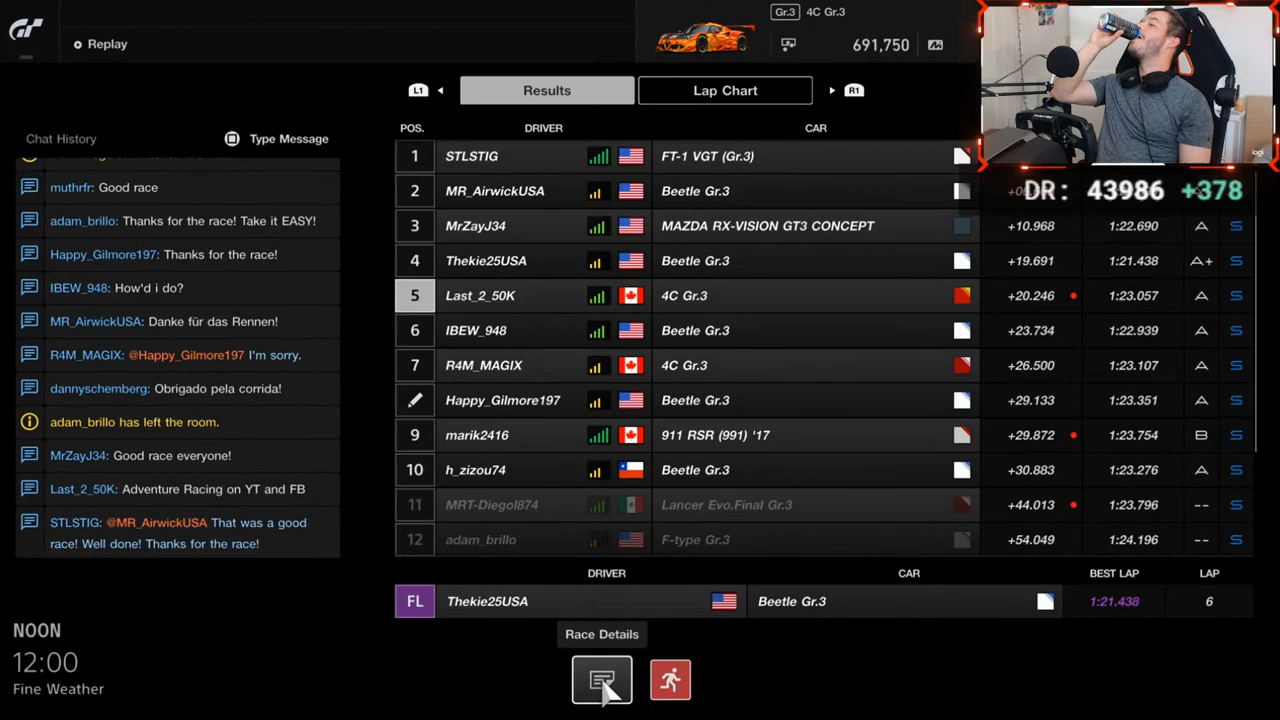 Gr.3 4C Gr.3
Replay
691,750
L1 Results Lap Chart R1
Chat History Type Message
muthrfr: Good race
adam_brillo: Thanks for the race! Take it EASY!
Happy_Gilmore197: Thanks for the race!
IBEW_948: How'd i do?
MR_AirwickUSA: Danke für das Rennen!
R4M_MAGIX: @Happy_Gilmore197 I'm sorry.
dannyschemberg: Obrigado pela corrida!
adam_brillo has left the room.
MrZayJ34: Good race everyone!
Last_2_50K: Adventure Racing on YT and FB
STLSTIG: @MR_AirwickUSA That was a good
race! Well done! Thanks for the race!
POS. DRIVER CAR
1 STLSTIG FT-1 VGT (Gr.3)
2 MR_AirwickUSA Beetle Gr.3
DR: 43986 +378
3 MrZayJ34 MAZDA RX-VISION GT3 CONCEPT +10.968 1:22.690 A S
4 Thekie25USA Beetle Gr.3 +19.691 1:21.438 A+ S
5 Last_2_50K 4C Gr.3 +20.246 1:23.057 A S
6 IBEW_948 Beetle Gr.3 +23.734 1:22.939 A S
7 R4M_MAGIX 4C Gr.3 +26.500 1:23.107 A S
Happy_Gilmore197 Beetle Gr.3 +29.133 1:23.351 A S
9 marik2416 911 RSR (991) '17 +29.872 1:23.754 B S
10 h_zizou74 Beetle Gr.3 +30.883 1:23.276 A S
11 MRT-Diegol874 Lancer Evo.Final Gr.3 +44.013 1:23.796 -- S
12 adam_brillo F-type Gr.3 +54.049 1:24.196 -- S
DRIVER CAR BEST LAP LAP
FL Thekie25USA Beetle Gr.3 1:21.438 6
Race Details
NOON
12:00
Fine Weather
logi